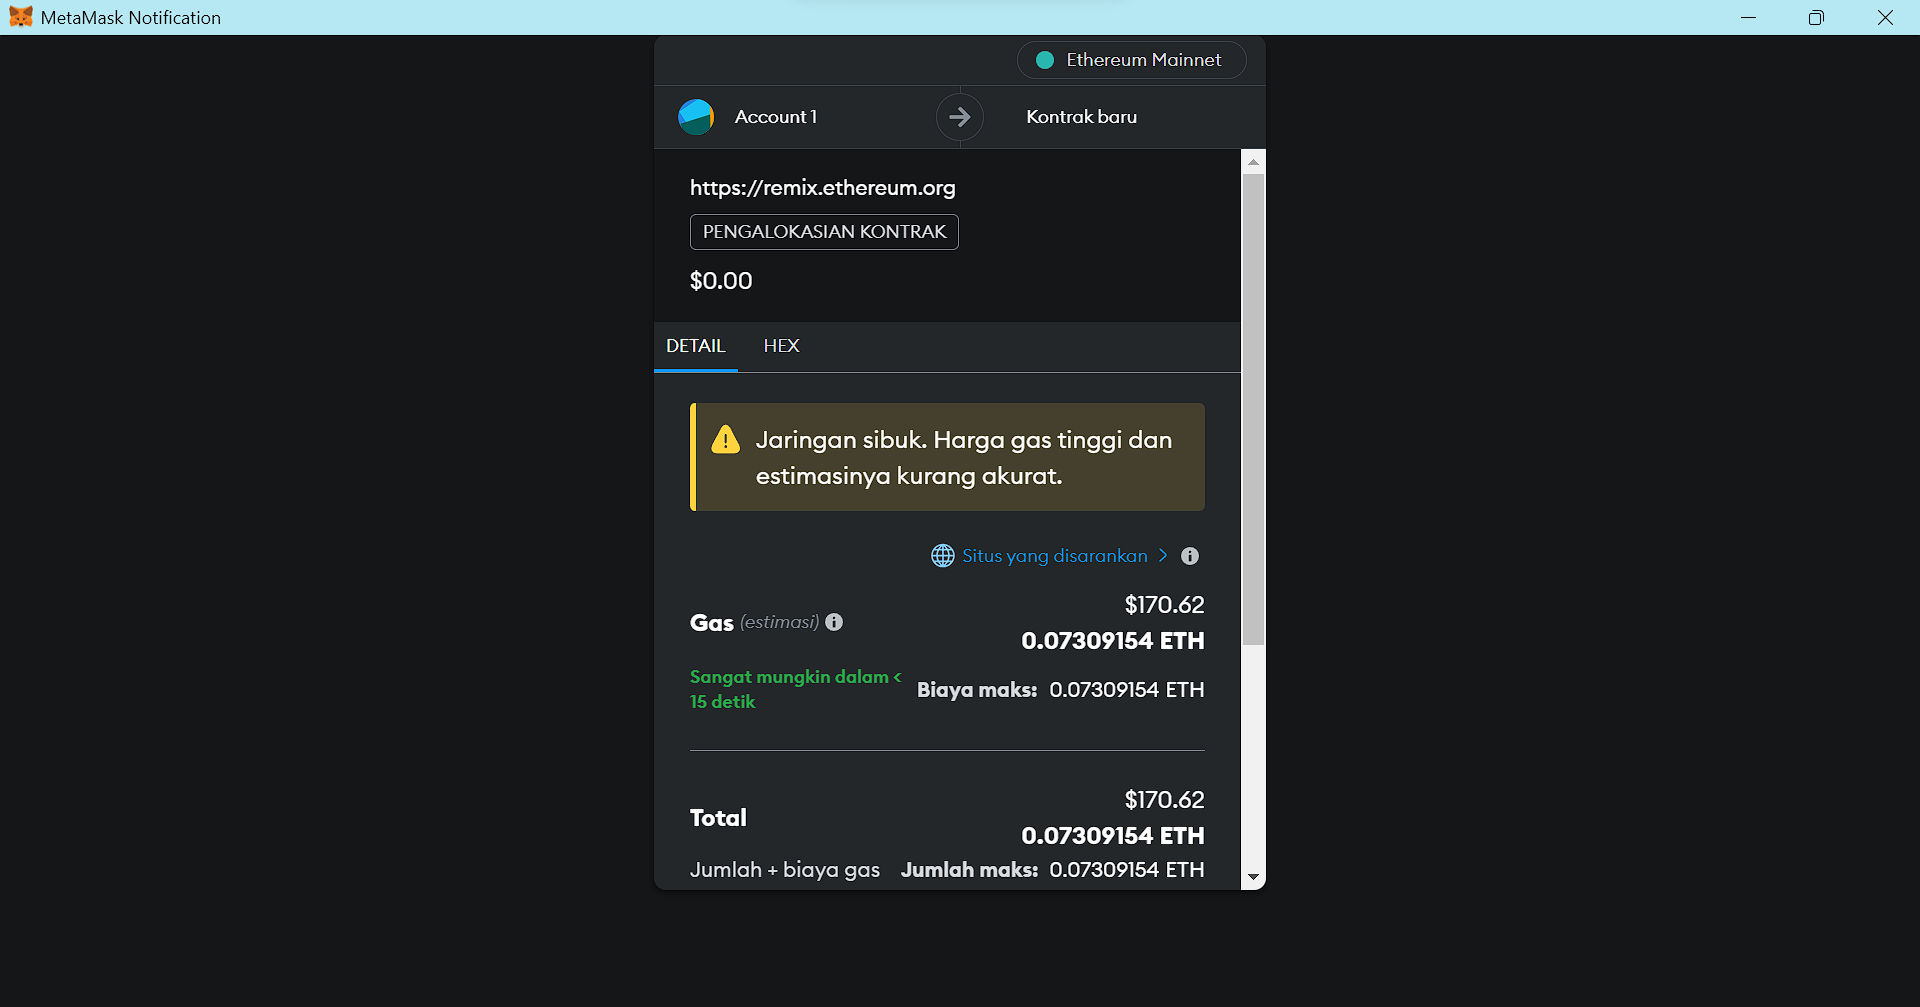 MetaMask Notification
Ethereum Mainnet
Account 1
Kontrak baru
https://remix.ethereum.org
PENGALOKASIAN KONTRAK
$0.00
DETAIL HEX
Jaringan sibuk. Harga gas tinggi dan
estimasinya kurang akurat.
Situs yang disarankan >
$170.62
Gas (estimasi)
0.07309154 ETH
Sangat mungkin dalam <
15 detik
Biaya maks: 0.07309154 ETH
$170.62
Total
0.07309154 ETH
Jumlah + biaya gas Jumlah maks: 0.07309154 ETH